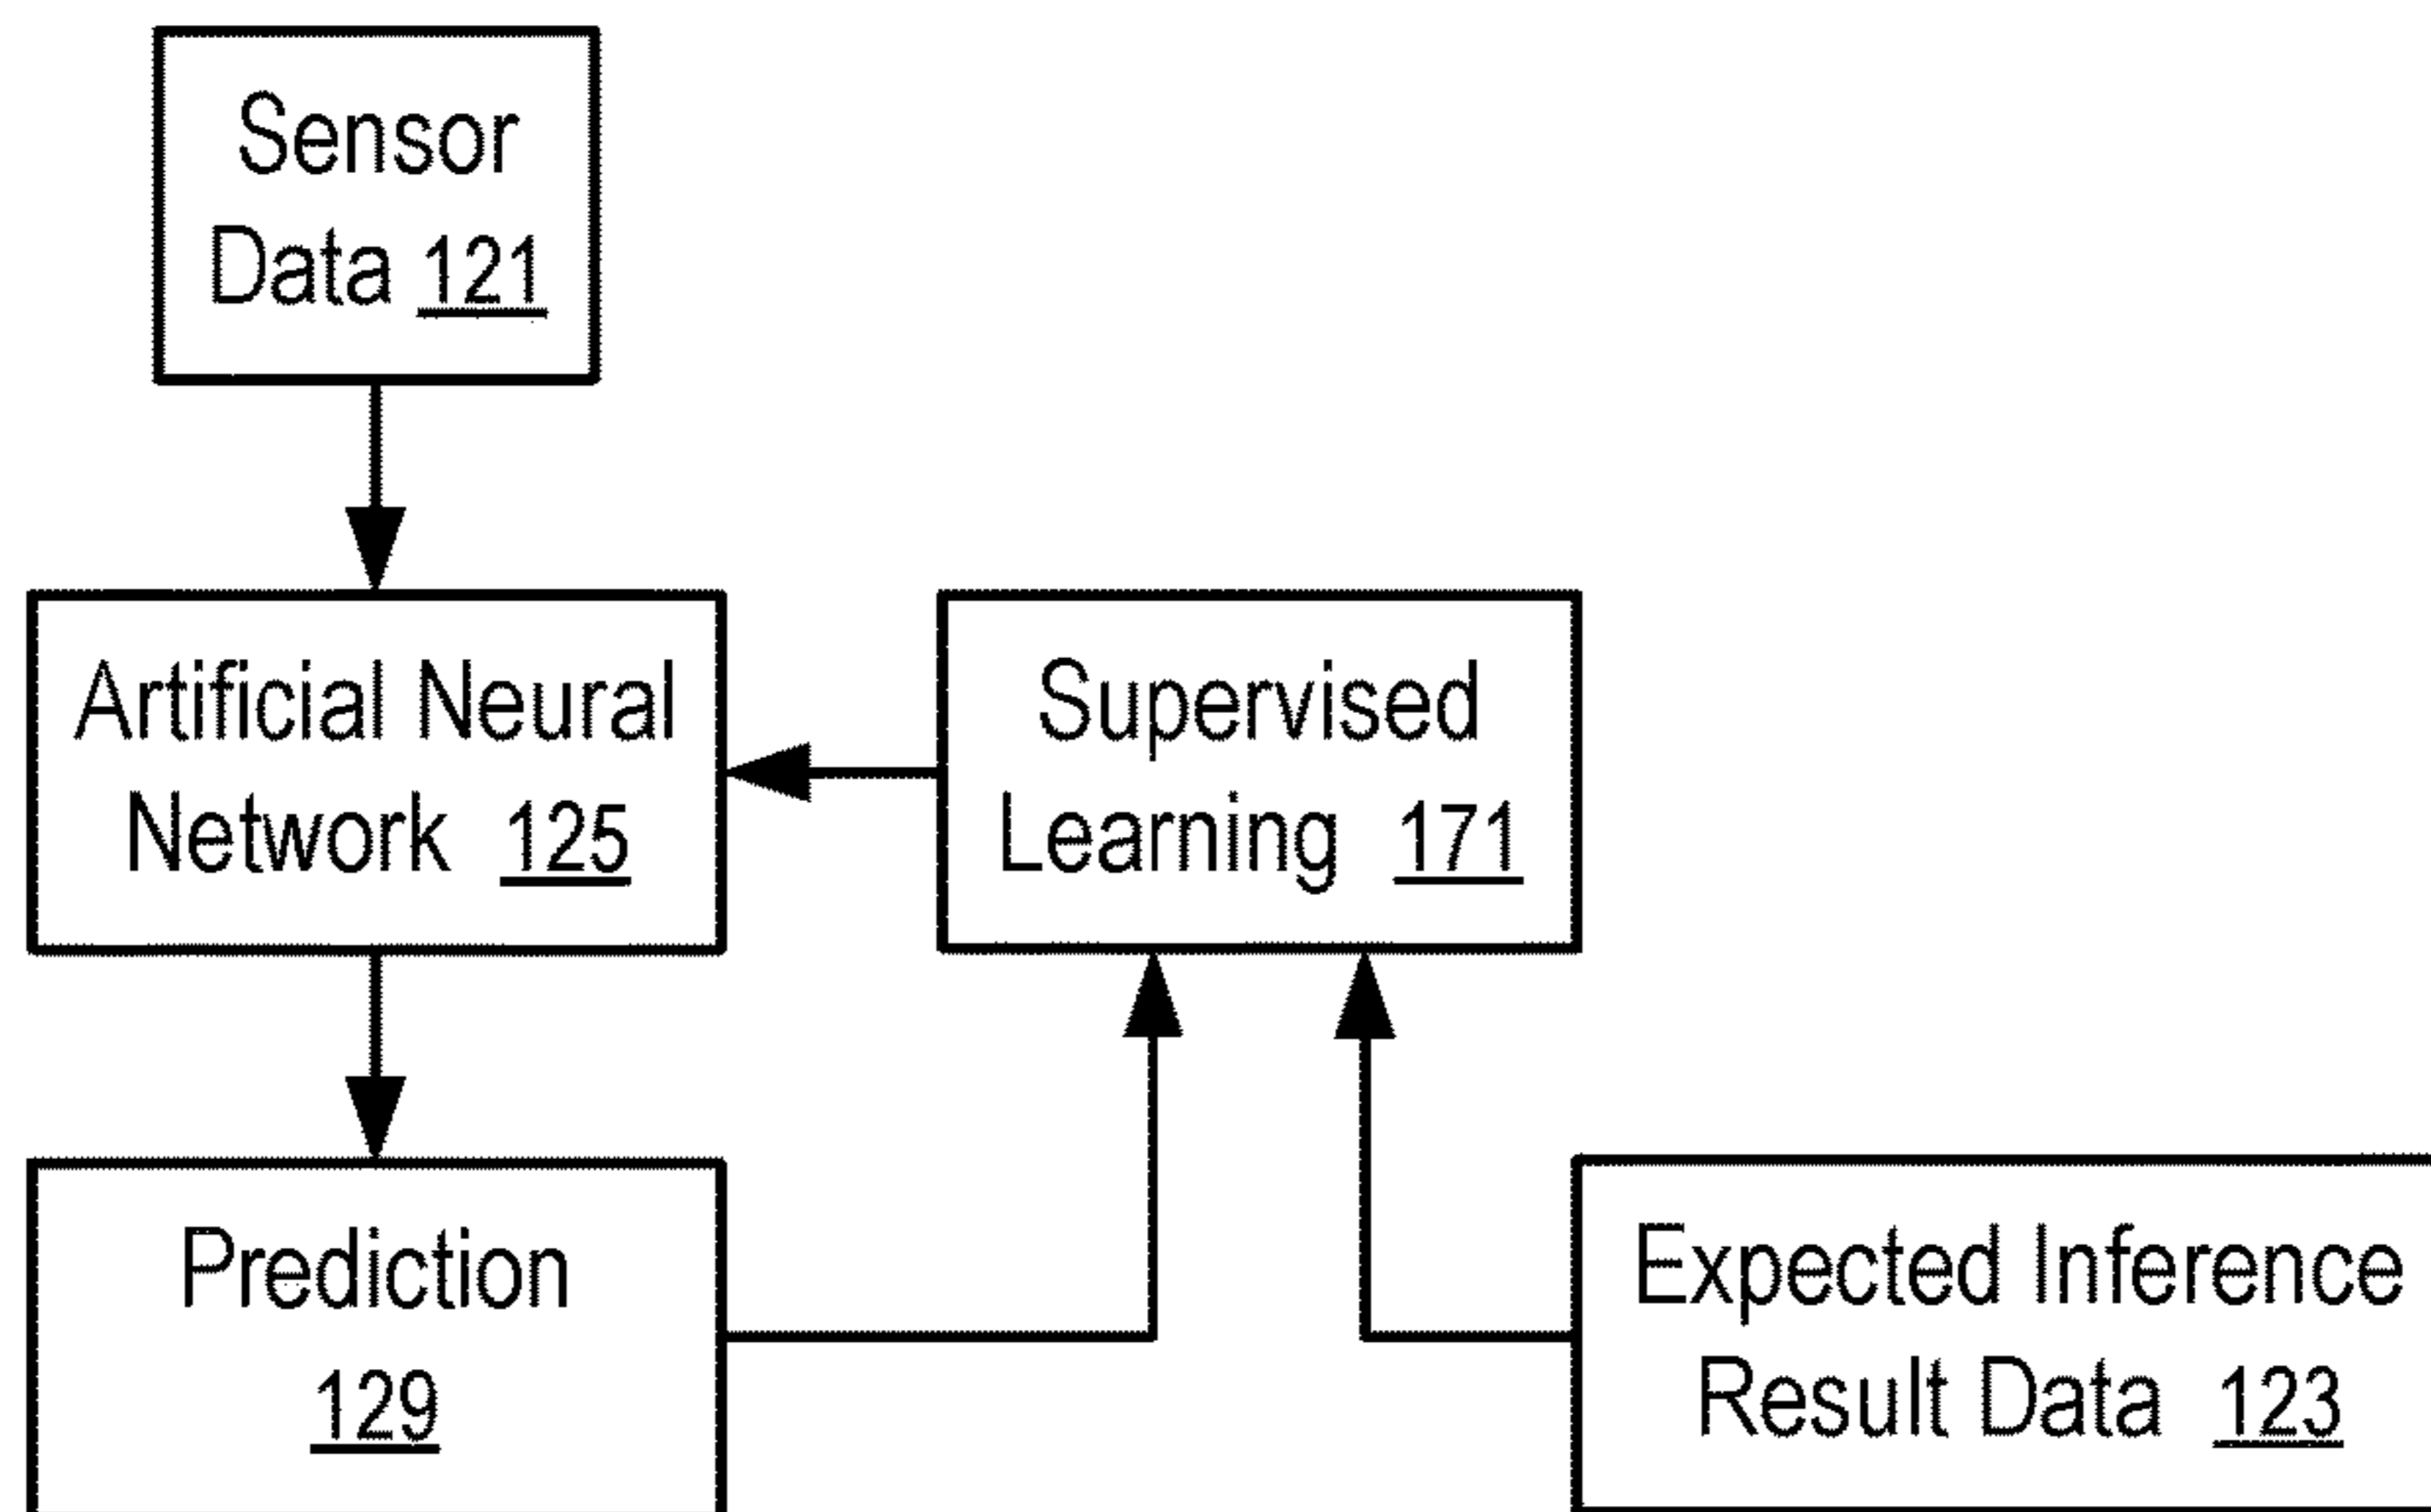 Sensor
Data 121
Artificial Neural
Network 125
Supervised
Learning 171
Prediction
129
Expected Inference
Result Data 123